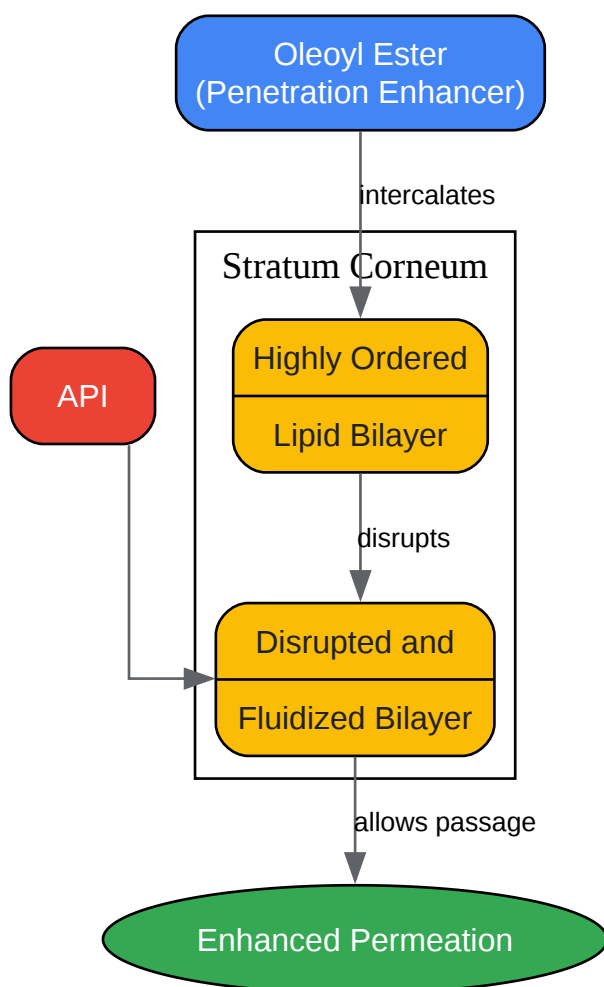 Oleoyl Ester
(Penetration Enhancer)
intercalates
Stratum Corneum
Highly Ordered
Lipid Bilayer
API
disrupts
Disrupted and
Fluidized Bilayer
allows passage
Enhanced Permeation